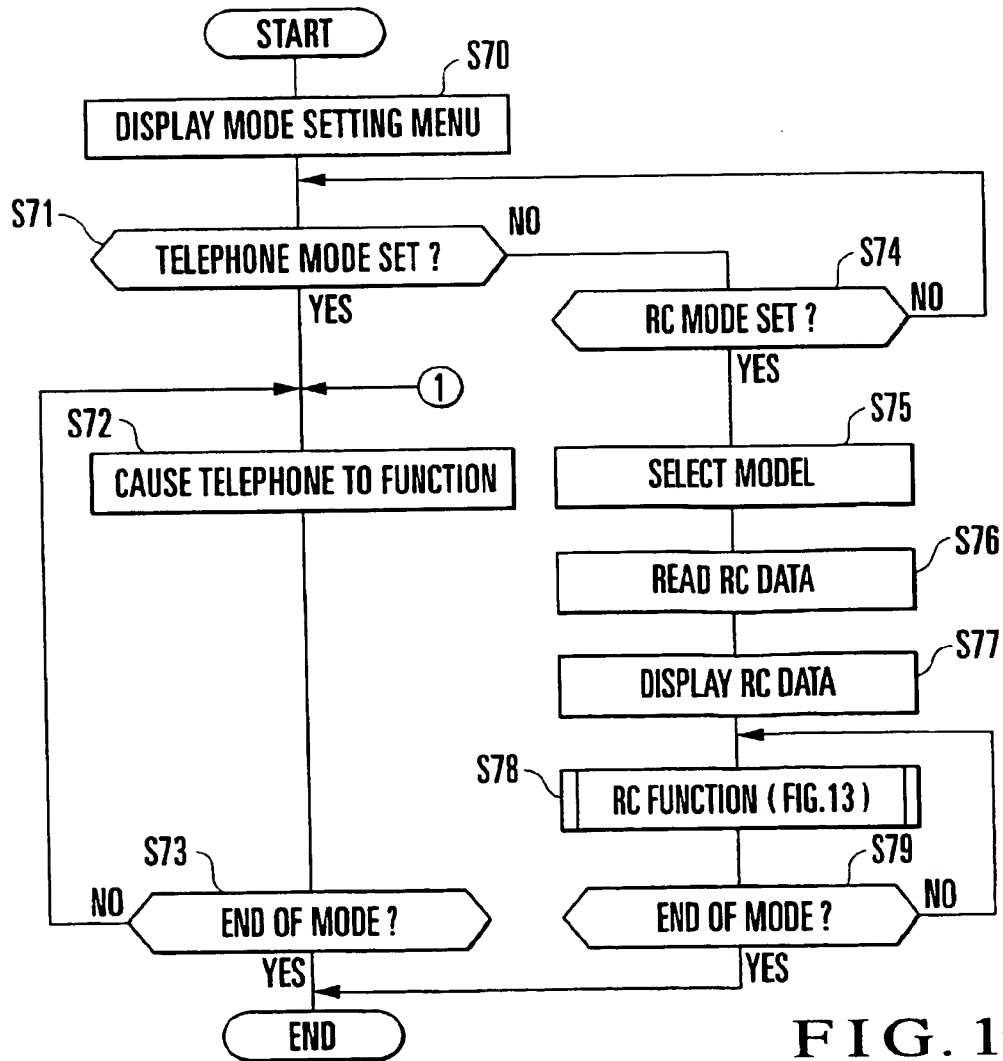 START
S70
DISPLAY MODE SETTING MENU
S71
TELEPHONE MODE SET ?
NO
YES
S74
RC MODE SET ?
NO
YES
1
S72
CAUSE TELEPHONE TO FUNCTION
S75
SELECT MODEL
S76
READ RC DATA
S77
DISPLAY RC DATA
S78
RC FUNCTION ( FIG.13 )
S73
NO
END OF MODE ?
YES
S79
END OF MODE ?
NO
YES
END
FIG. 1